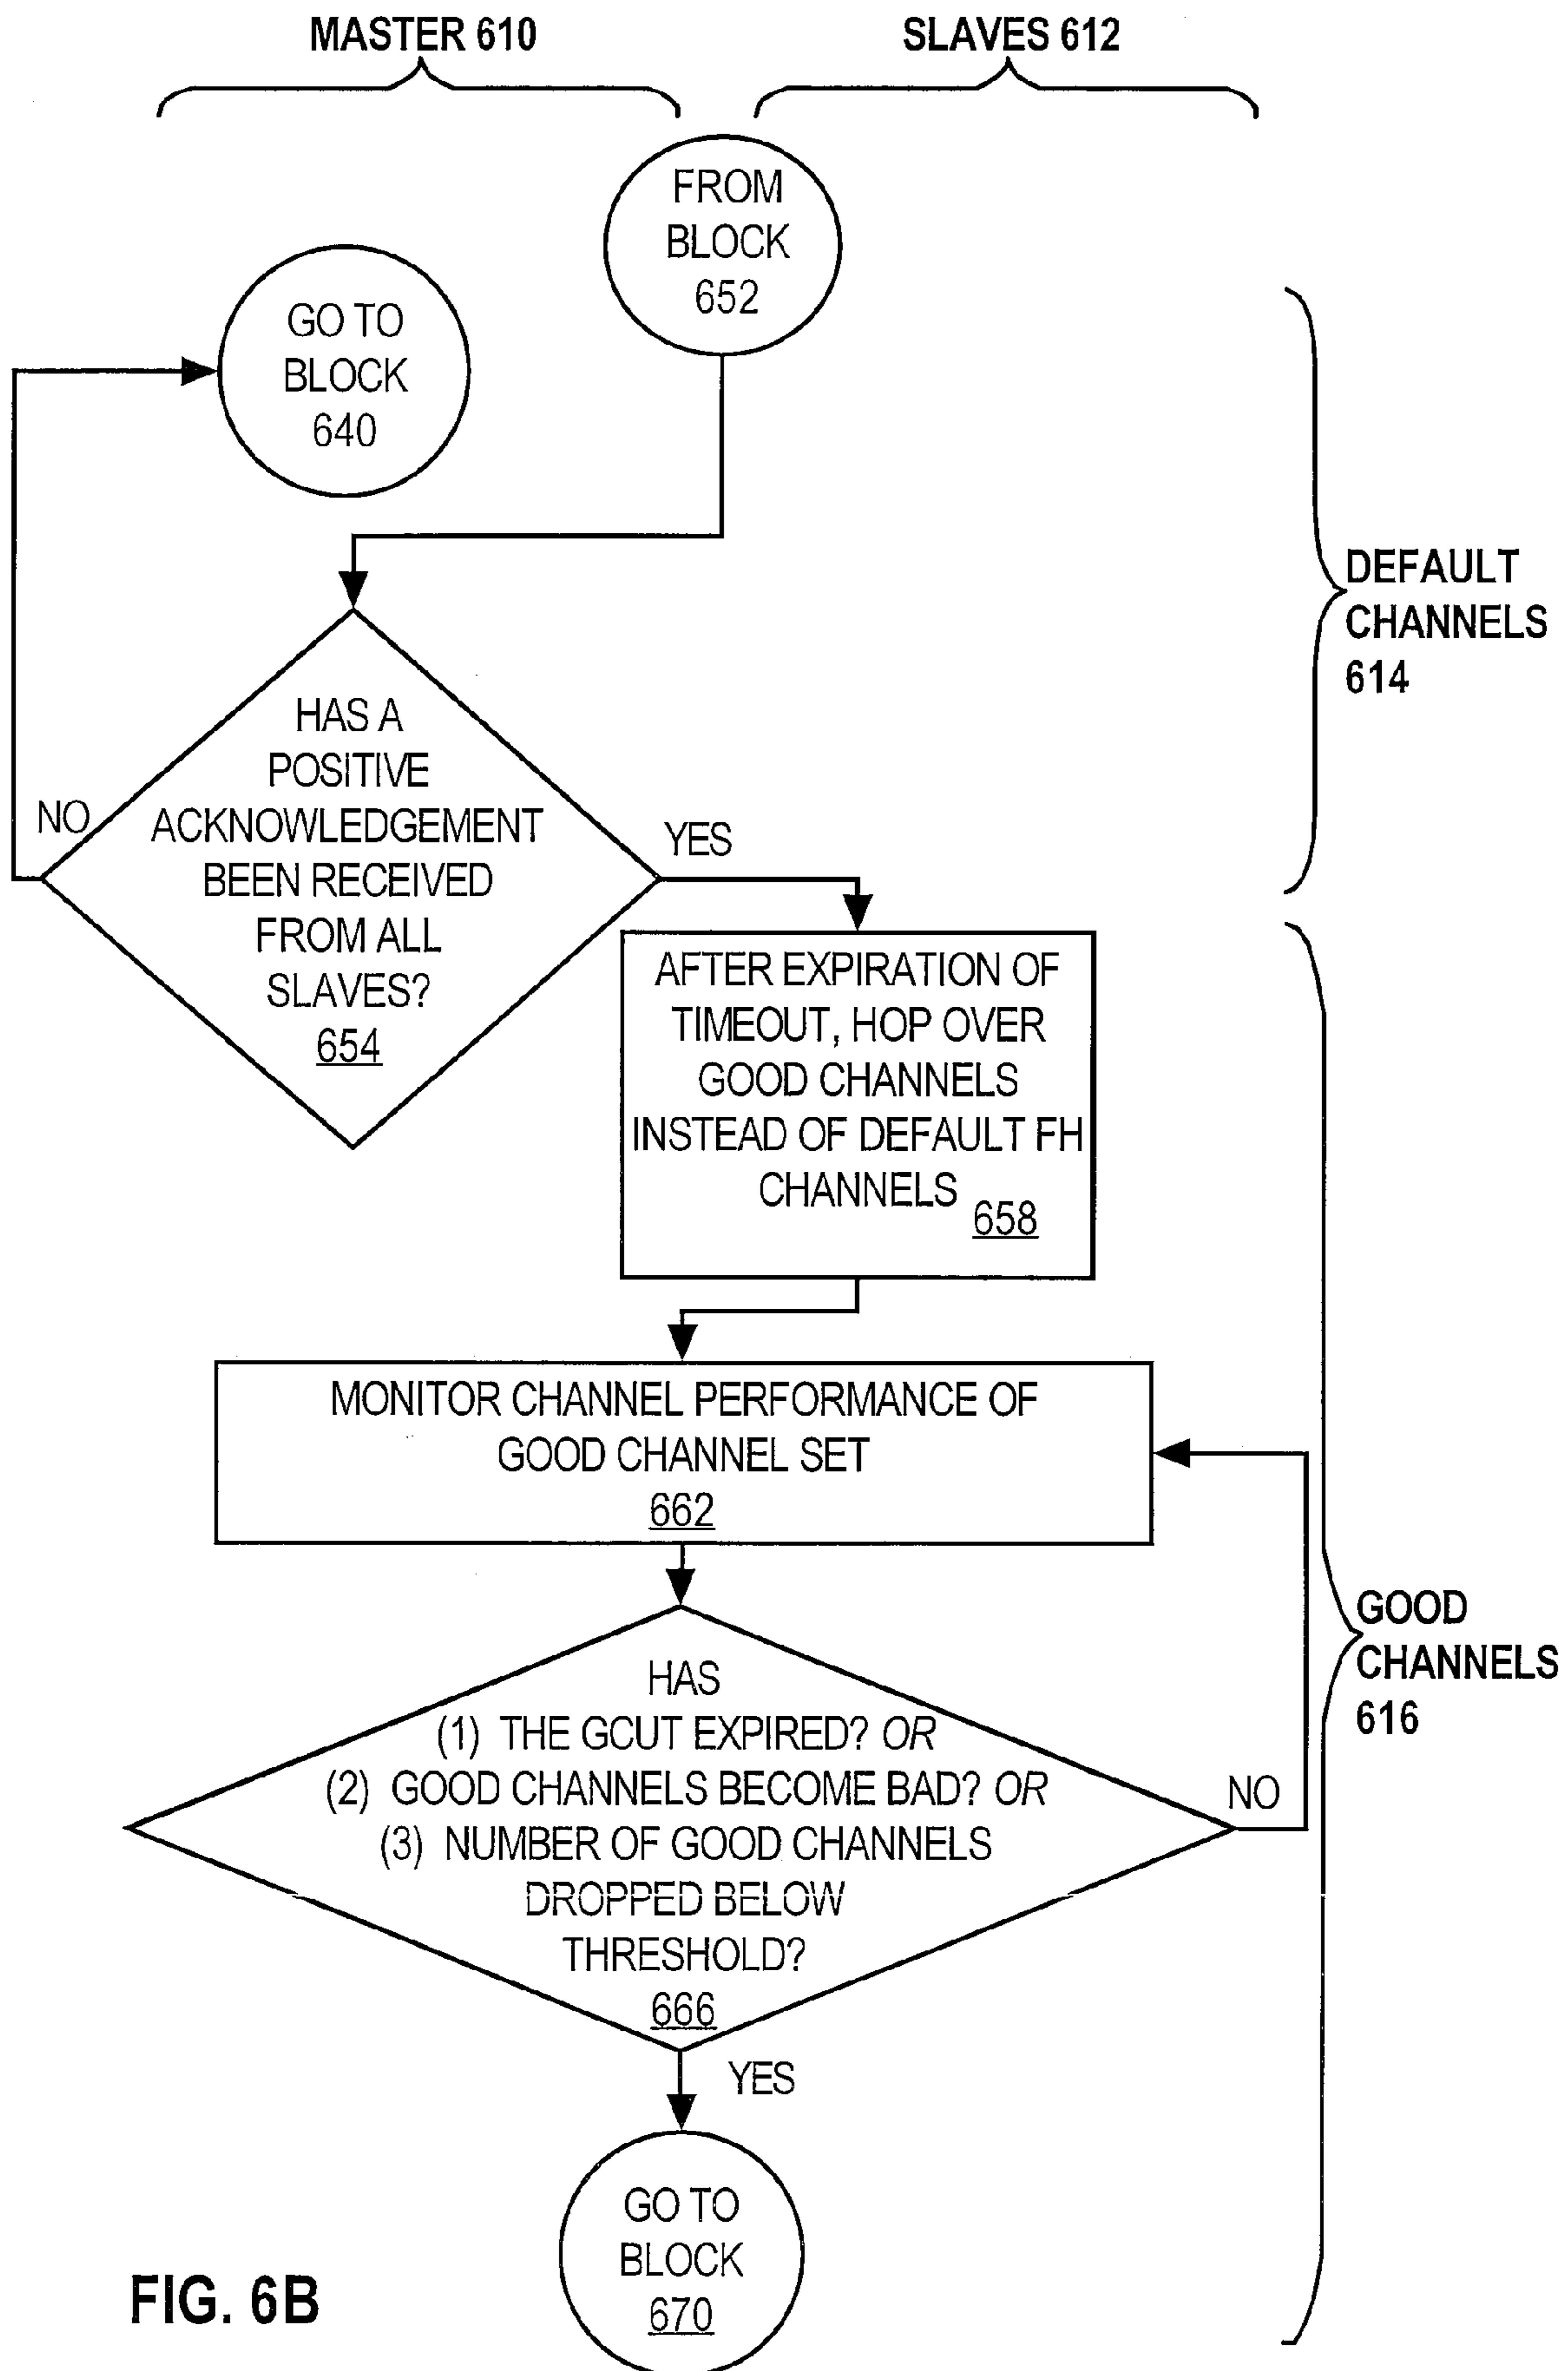 MASTER 610
SLAVES 612
FROM
BLOCK
652
GO TO
BLOCK
640
DEFAULT
CHANNELS
614
HAS A
POSITIVE
ACKNOWLEDGEMENT
BEEN RECEIVED
FROM ALL
SLAVES?
654
NO
YES
AFTER EXPIRATION OF
TIMEOUT, HOP OVER
GOOD CHANNELS
INSTEAD OF DEFAULT FH
CHANNELS
658
MONITOR CHANNEL PERFORMANCE OF
GOOD CHANNEL SET
662
GOOD
CHANNELS
616
HAS
(1) THE GCUT EXPIRED? OR
(2) GOOD CHANNELS BECOME BAD? OR
(3) NUMBER OF GOOD CHANNELS
DROPPED BELOW
THRESHOLD?
666
NO
YES
GO TO
BLOCK
670
FIG. 6B